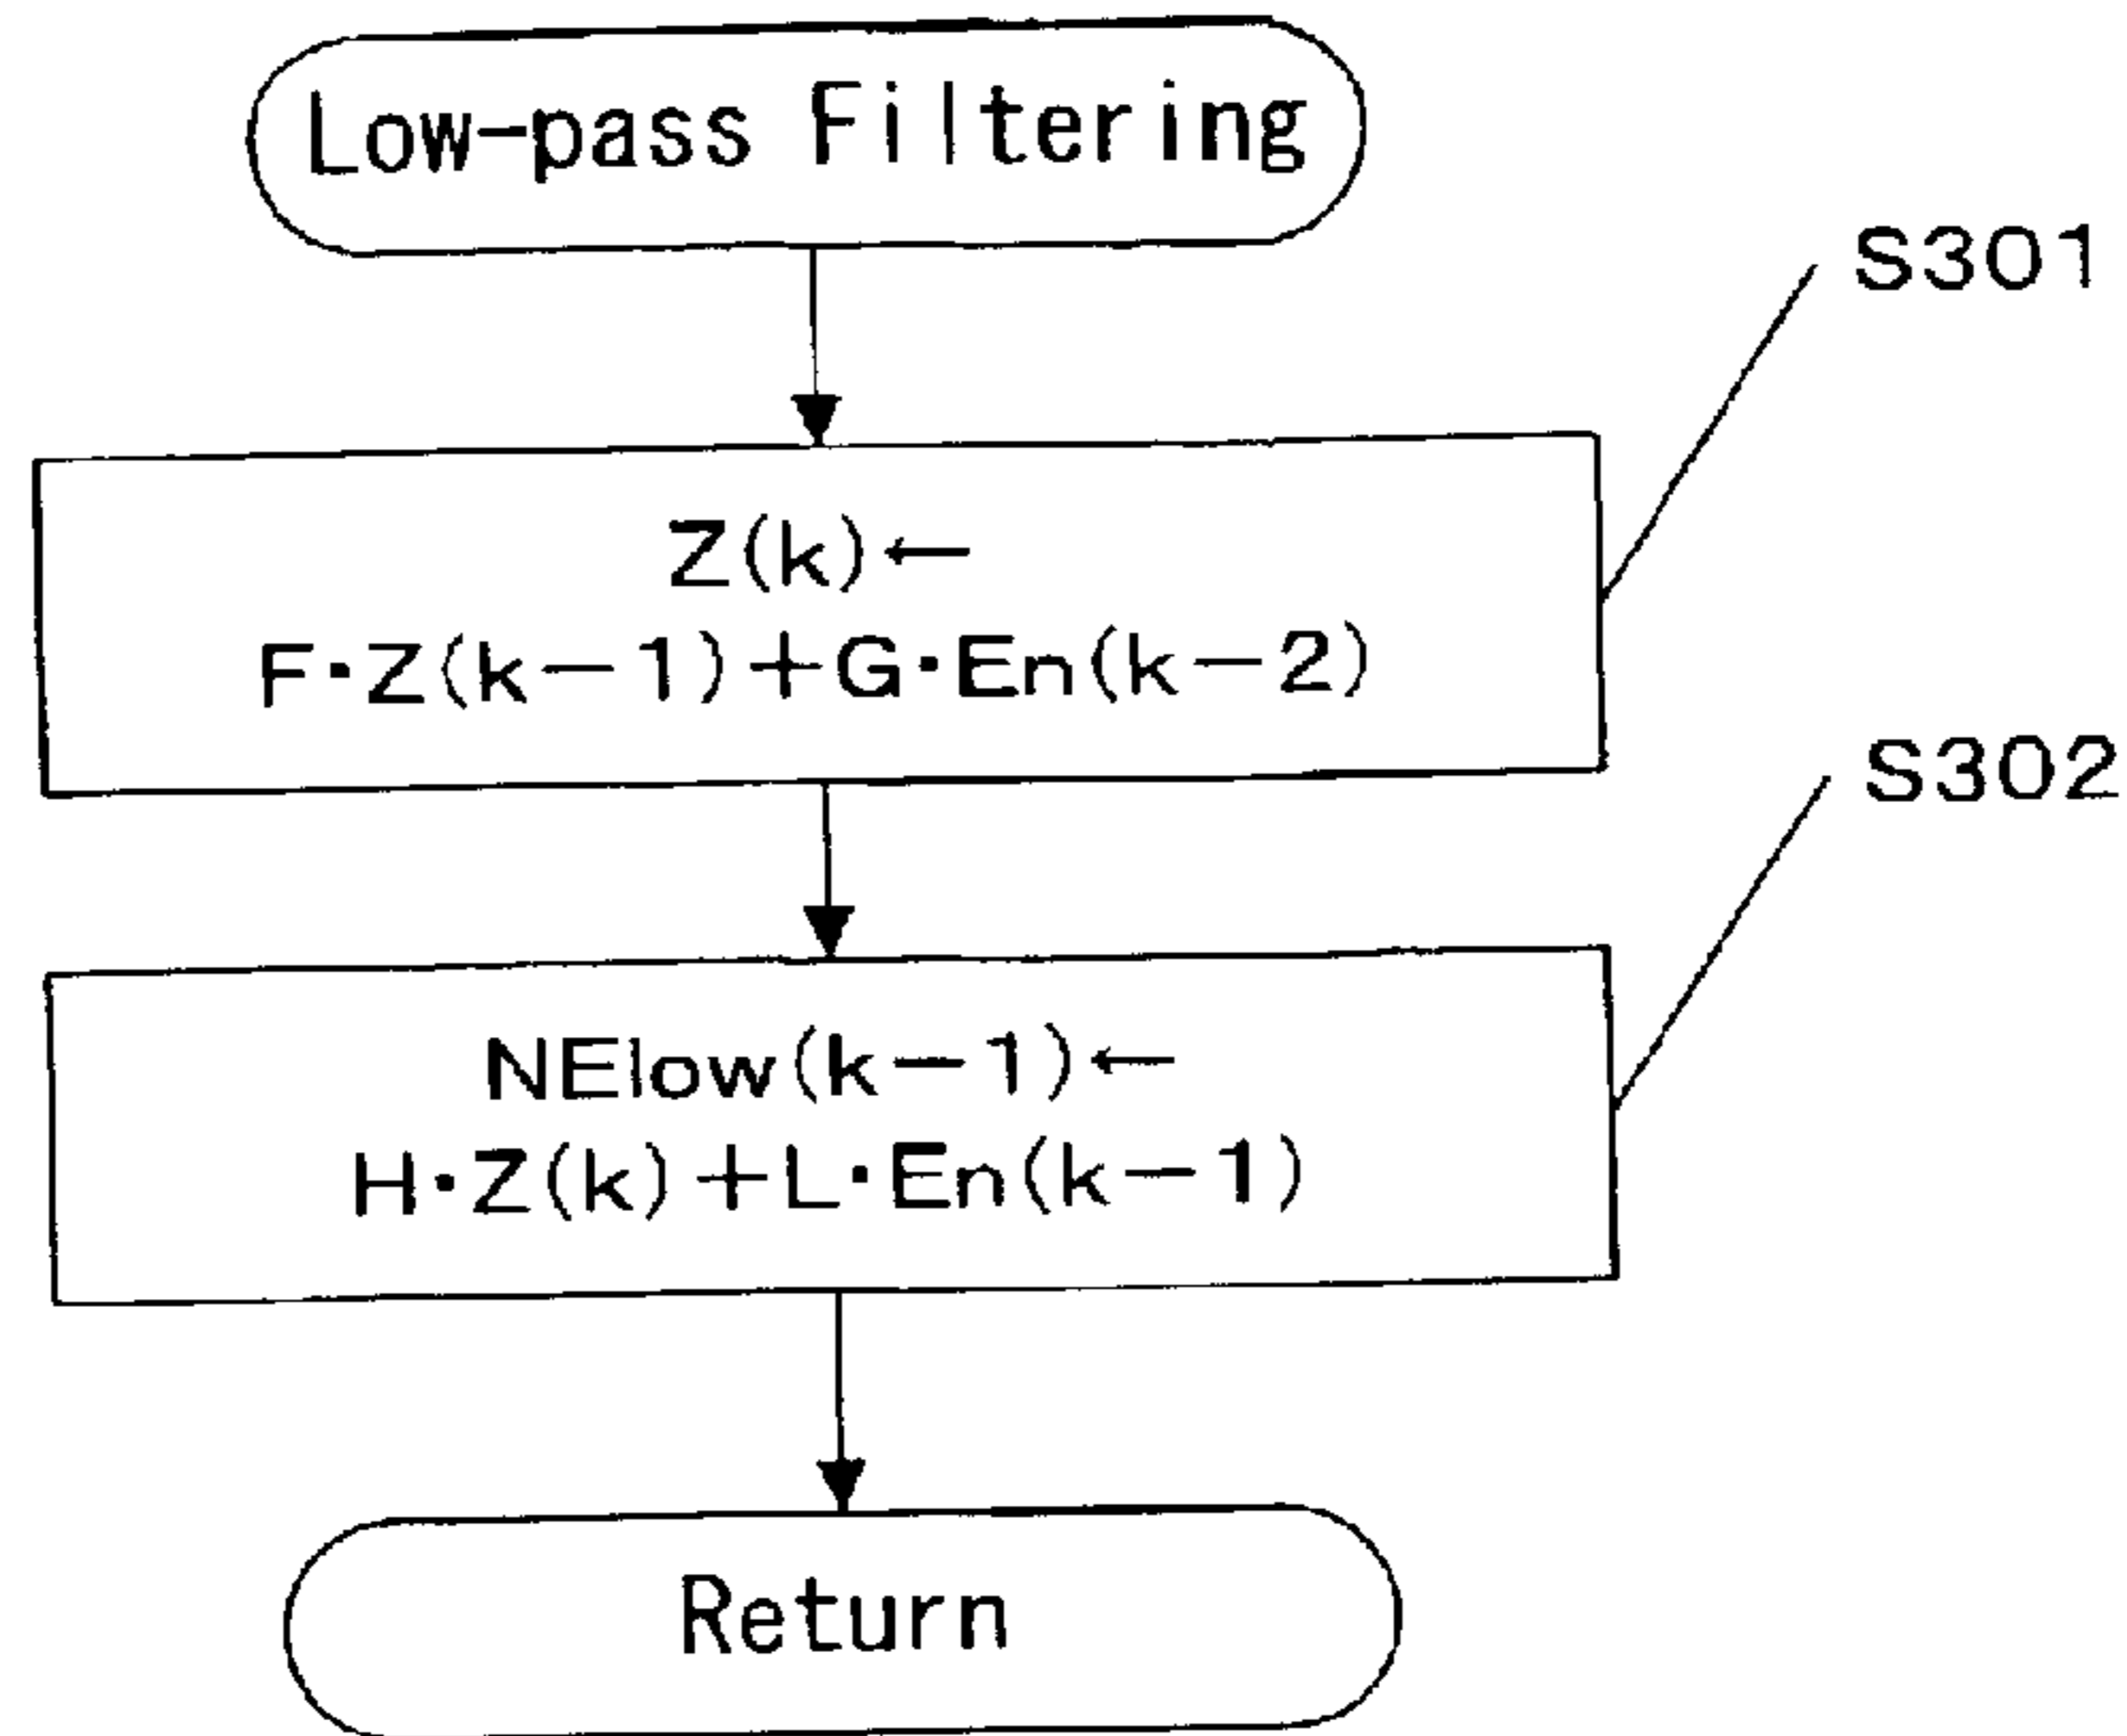 Low-pass Filtering
S301
Z(k)←
F·Z(k-1)+G·En(k-2)
S302
NElow(k-1)←
H·Z(k)+L·En(k-1)
Return